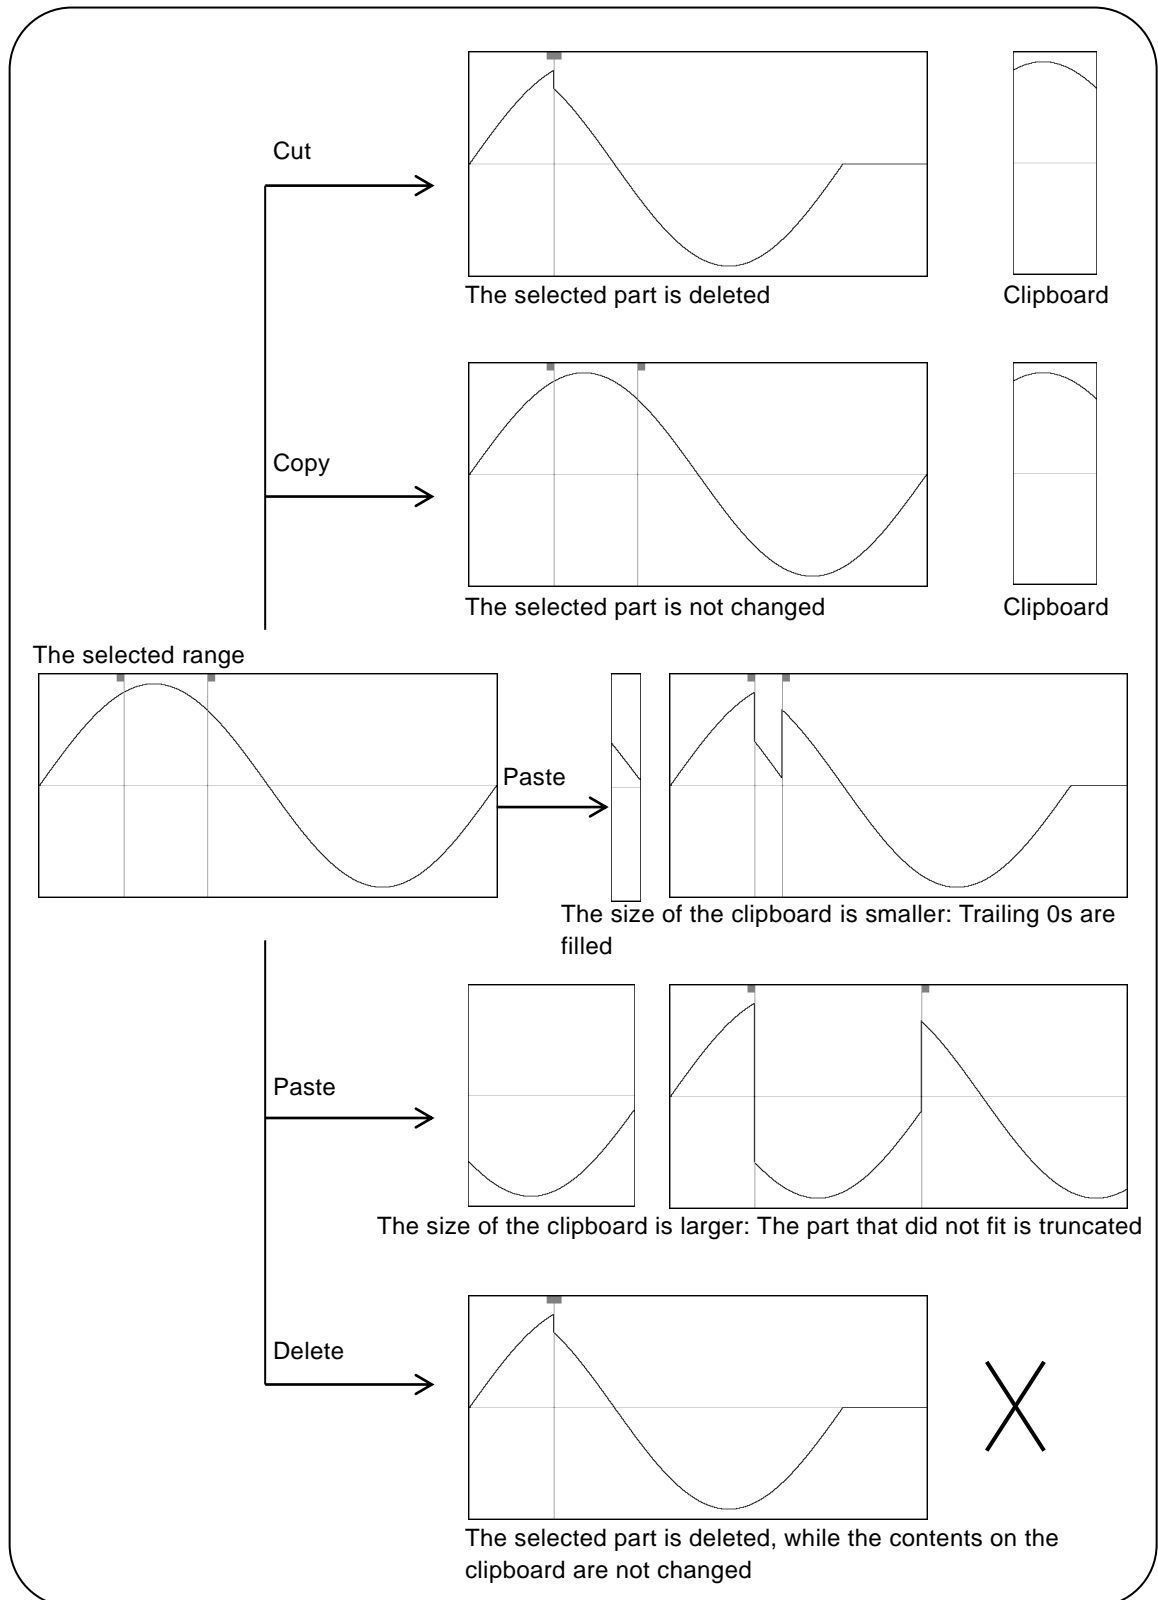 Cut
The selected part is deleted
Clipboard
Copy
The selected part is not changed
Clipboard
The selected range
Paste
The size of the clipboard is smaller: Trailing 0s are
filled
Paste
The size of the clipboard is larger: The part that did not fit is truncated
Delete
The selected part is deleted, while the contents on the
clipboard are not changed